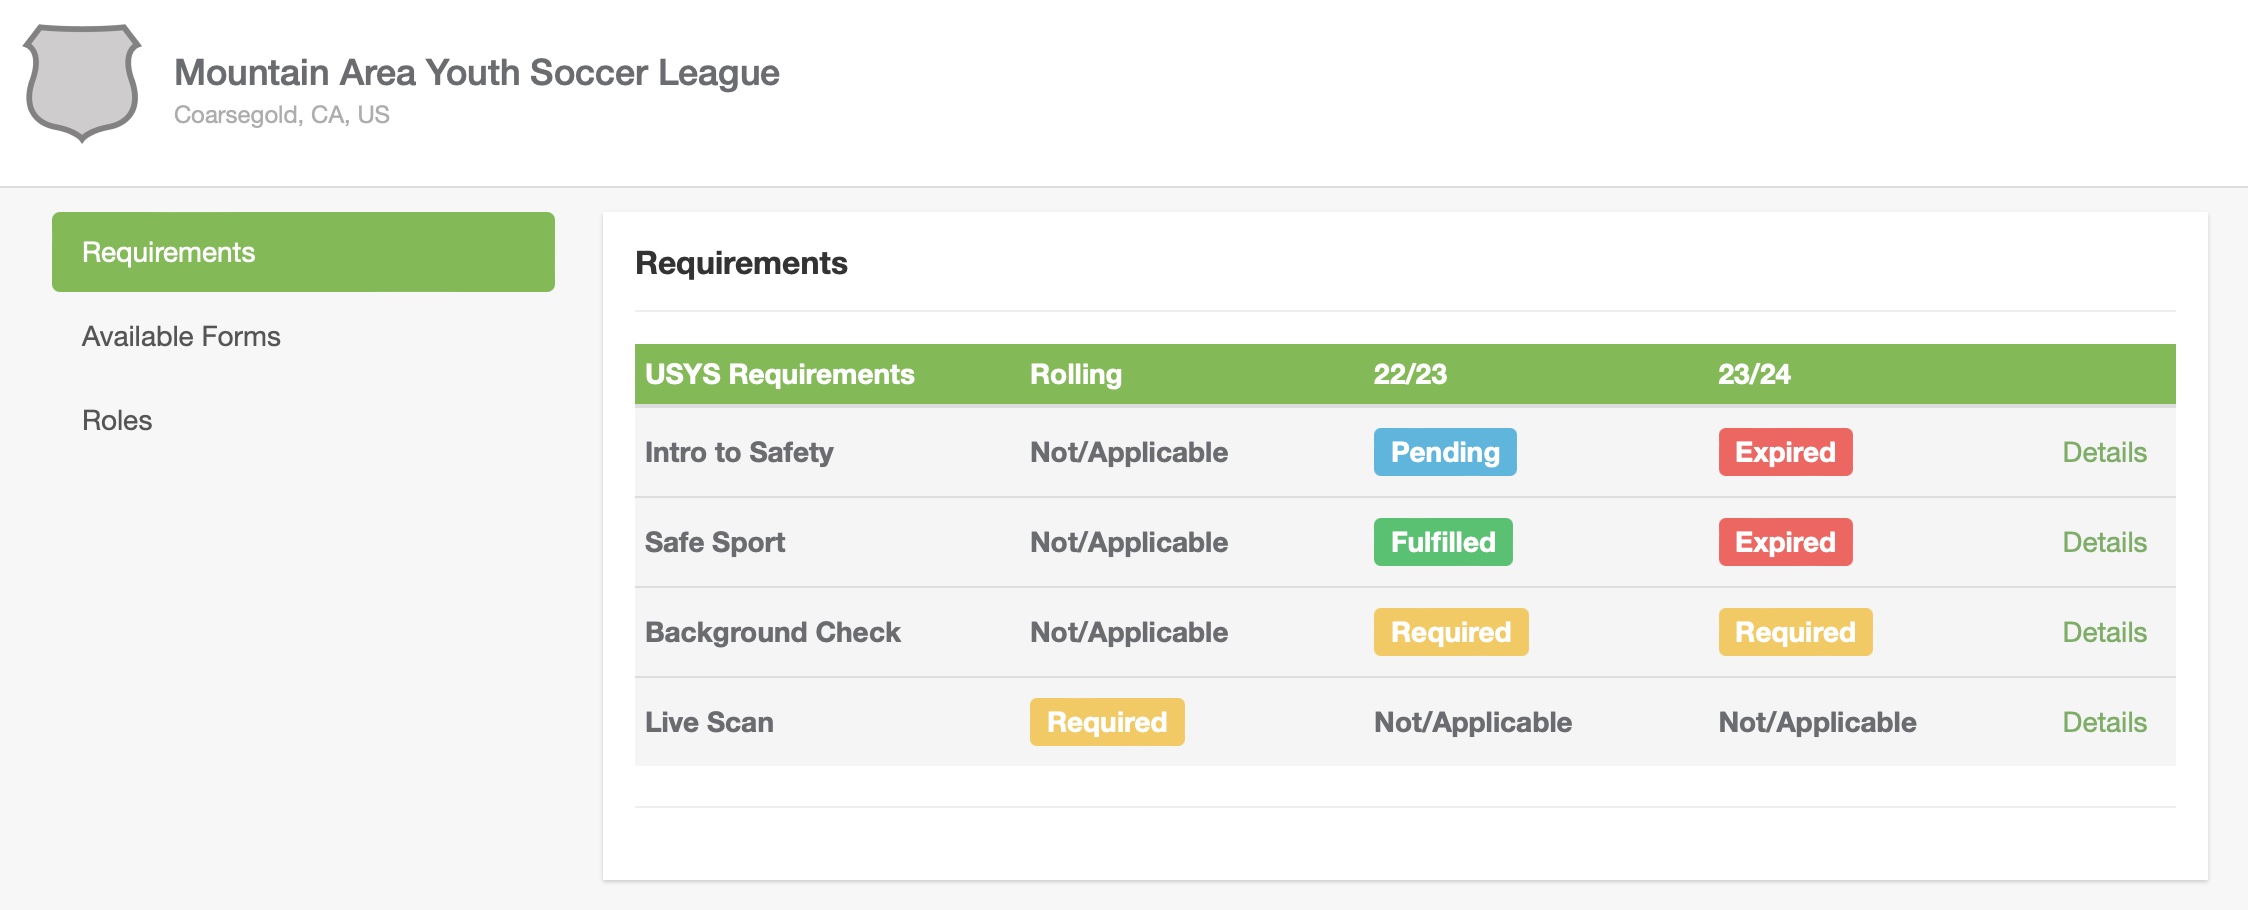 Mountain Area Youth Soccer League
Coarsegold, CA, US
Requirements
Available Forms
Roles
Requirements
USYS Requirements Rolling 22/23 23/24
Intro to Safety Not/Applicable Pending Expired Details
Safe Sport Not/Applicable Fulfilled Expired Details
Background Check Not/Applicable Required Required Details
Live Scan Required Not/Applicable Not/Applicable Details